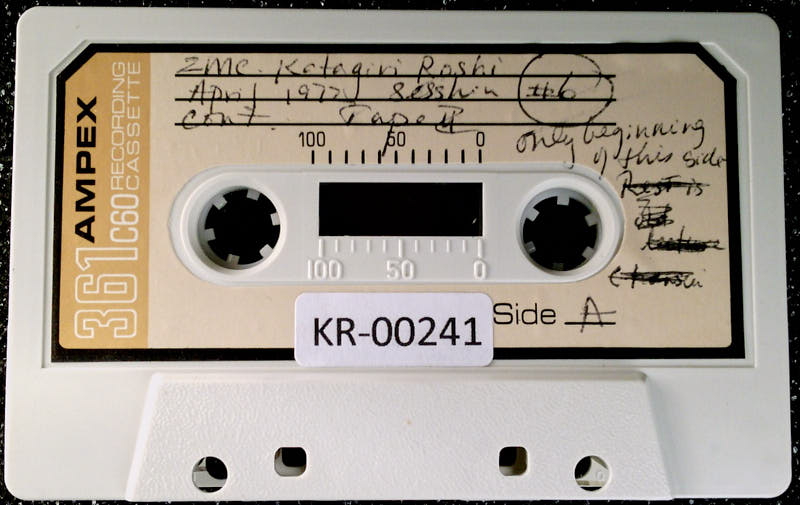 ZMC. Katagiri Roshi
April 1977 Sesshin #6
Cont. Tape II
only beginning
of this side
Rest is
lecture
100 50 0
100 50 0
AMPEX
361 C60 RECORDING CASSETTE
Side A
KR-00241